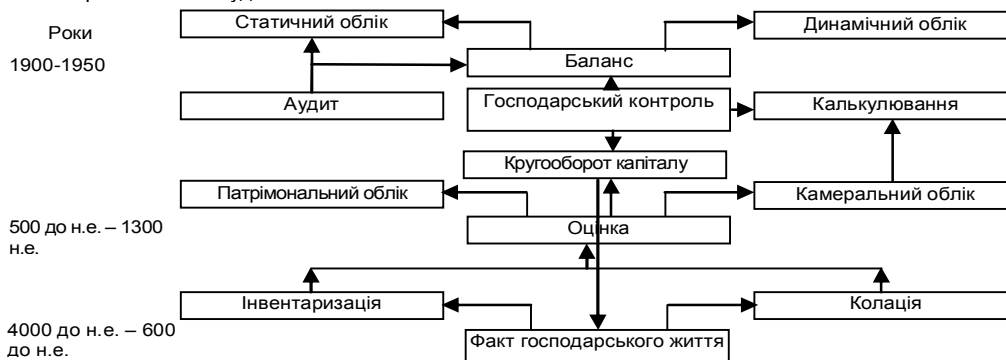 Роки
Статичний облік
Динамічний облік
1900-1950
Баланс
Аудит
Господарський контроль
Калькулювання
Кругооборот капіталу
Патрімональний облік
Камеральний облік
500 до н.е. – 1300
н.е.
Оцінка
Інвентаризація
Колація
4000 до н.е. – 600
до н.е.
Факт господарського життя